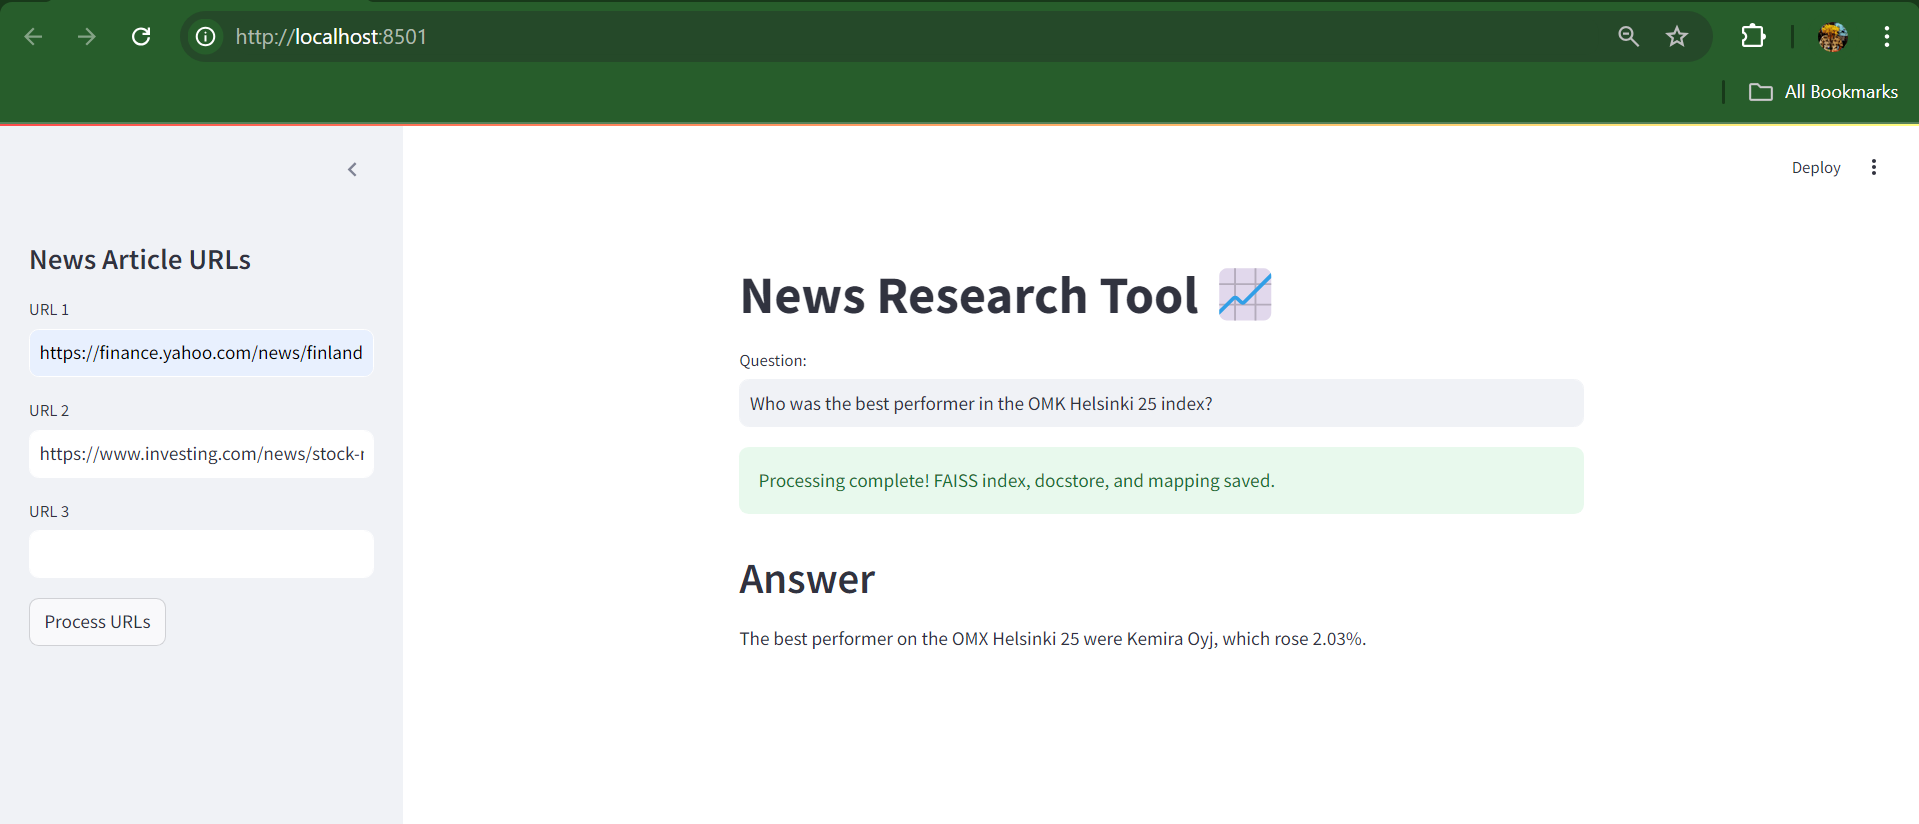 http://localhost:8501
All Bookmarks
Deploy
News Article URLs
URL 1
https://finance.yahoo.com/news/finland
URL 2
https://www.investing.com/news/stock-
URL 3
Process URLs
News Research Tool
Question:
Who was the best performer in the OMK Helsinki 25 index?
Processing complete! FAISS index, docstore, and mapping saved.
Answer
The best performer on the OMX Helsinki 25 were Kemira Oyj, which rose 2.03%.